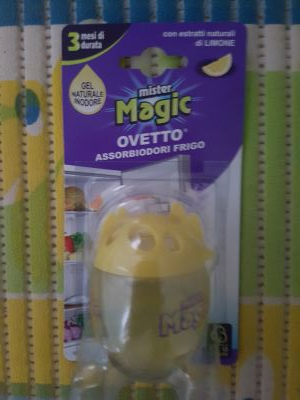 3 mesi di
durata
con estratti naturali
di LIMONE
GEL
NATURALE
INODORE
mister
Magic
OVETTO®
ASSORBIODORI FRIGO